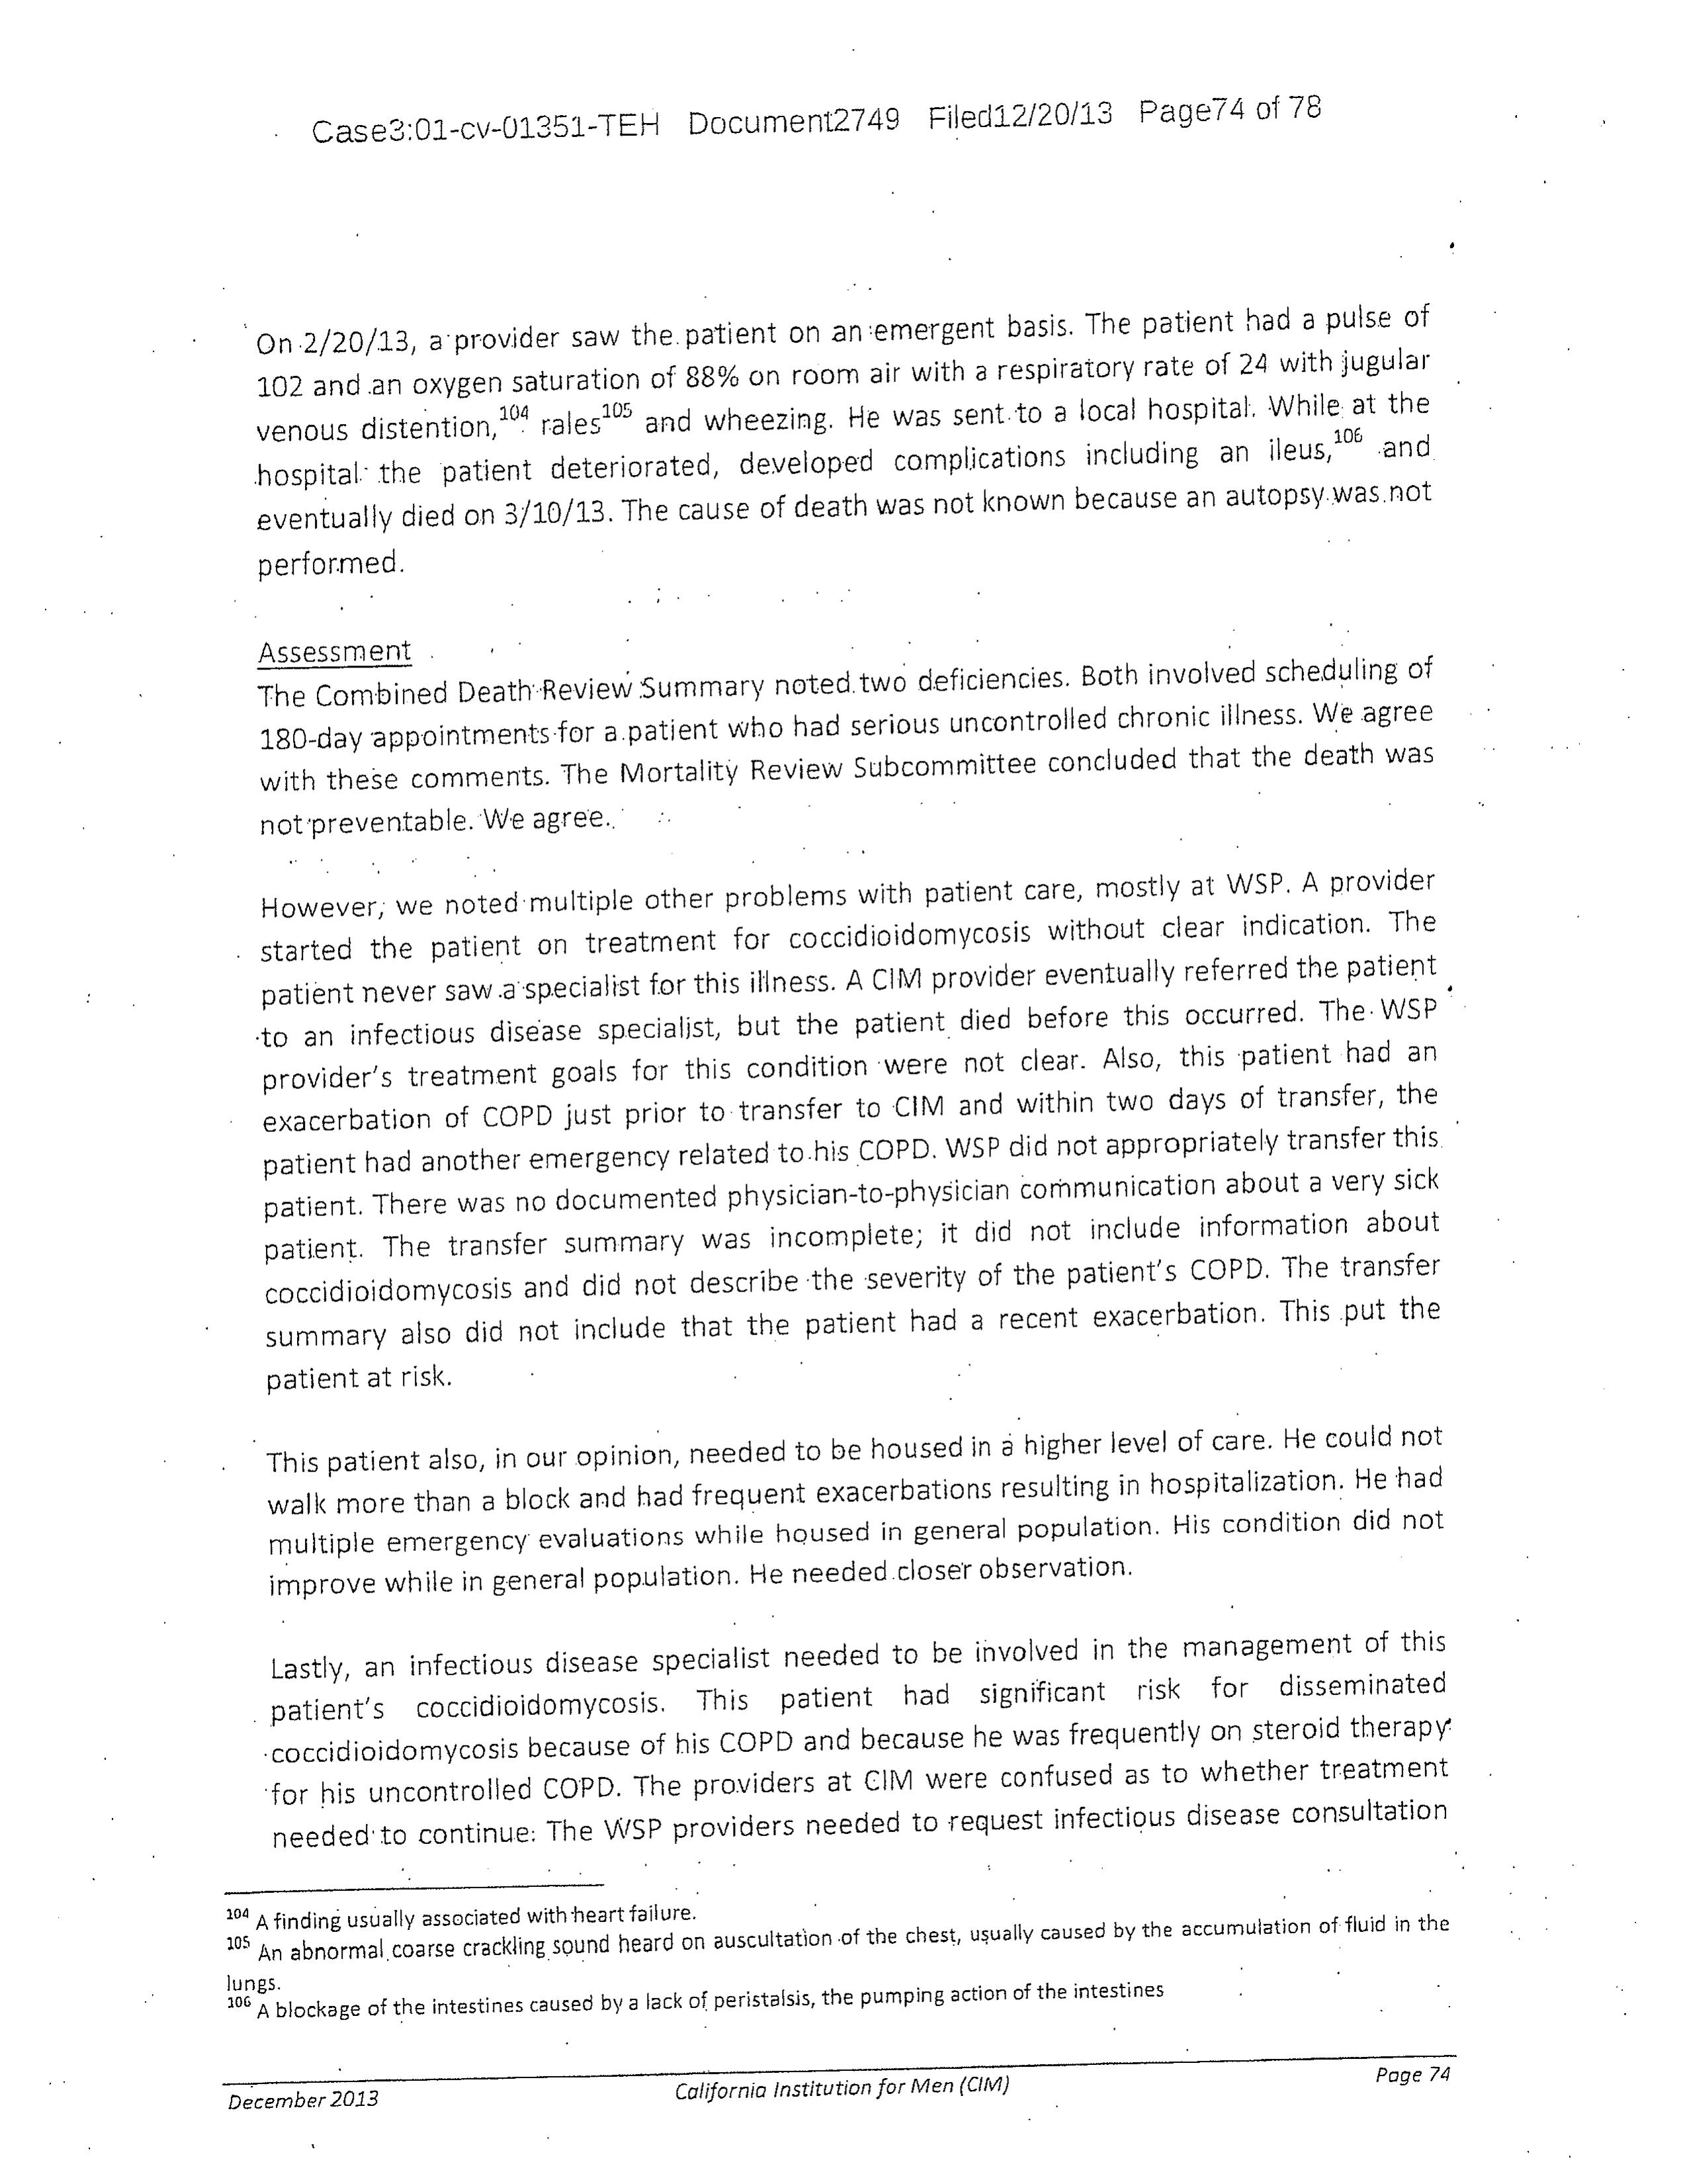 Case3:01-cv-01351-TEH Document2749 Filed12/20/13 Page74 of 78
On 2/20/13, a provider saw the patient on an emergent basis. The patient had a pulse of
102 and an oxygen saturation of 88% on room air with a respiratory rate of 24 with jugular
venous distention,104 rales105 and wheezing. He was sent to a local hospital. While at the
hospital the patient deteriorated, developed complications including an ileus,106 and
eventually died on 3/10/13. The cause of death was not known because an autopsy was not
performed.
Assessment
The Combined Death Review Summary noted two deficiencies. Both involved scheduling of
180-day appointments for a patient who had serious uncontrolled chronic illness. We agree
with these comments. The Mortality Review Subcommittee concluded that the death was
not preventable. We agree.
However, we noted multiple other problems with patient care, mostly at WSP. A provider
started the patient on treatment for coccidioidomycosis without clear indication. The
patient never saw a specialist for this illness. A CIM provider eventually referred the patient
to an infectious disease specialist, but the patient died before this occurred. The WSP
provider's treatment goals for this condition were not clear. Also, this patient had an
exacerbation of COPD just prior to transfer to CIM and within two days of transfer, the
patient had another emergency related to his COPD. WSP did not appropriately transfer this
patient. There was no documented physician-to-physician communication about a very sick
patient. The transfer summary was incomplete; it did not include information about
coccidioidomycosis and did not describe the severity of the patient's COPD. The transfer
summary also did not include that the patient had a recent exacerbation. This put the
patient at risk.
This patient also, in our opinion, needed to be housed in a higher level of care. He could not
walk more than a block and had frequent exacerbations resulting in hospitalization. He had
multiple emergency evaluations while housed in general population. His condition did not
improve while in general population. He needed closer observation.
Lastly, an infectious disease specialist needed to be involved in the management of this
patient's coccidioidomycosis. This patient had significant risk for disseminated
coccidioidomycosis because of his COPD and because he was frequently on steroid therapy
for his uncontrolled COPD. The providers at CIM were confused as to whether treatment
needed to continue. The WSP providers needed to request infectious disease consultation
104 A finding usually associated with heart failure.
105 An abnormal coarse crackling sound heard on auscultation of the chest, usually caused by the accumulation of fluid in the
lungs.
106 A blockage of the intestines caused by a lack of peristalsis, the pumping action of the intestines
December 2013 California Institution for Men (CIM) Page 74